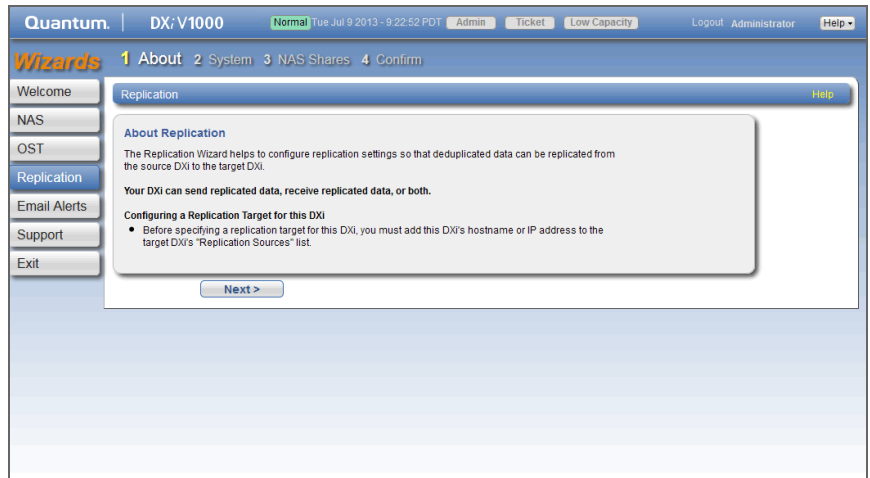 Quantum. DXi V1000 Normal Tue Jul 9 2013 - 9:22:52 PDT Admin Ticket Low Capacity Logout Administrator Help
Wizards 1 About 2 System 3 NAS Shares 4 Confirm
Welcome
NAS
OST
Replication
Email Alerts
Support
Exit
Replication Help
About Replication
The Replication Wizard helps to configure replication settings so that deduplicated data can be replicated from
the source DXi to the target DXi.
Your DXi can send replicated data, receive replicated data, or both.
Configuring a Replication Target for this DXi
• Before specifying a replication target for this DXi, you must add this DXi's hostname or IP address to the
target DXi's "Replication Sources" list.
Next >